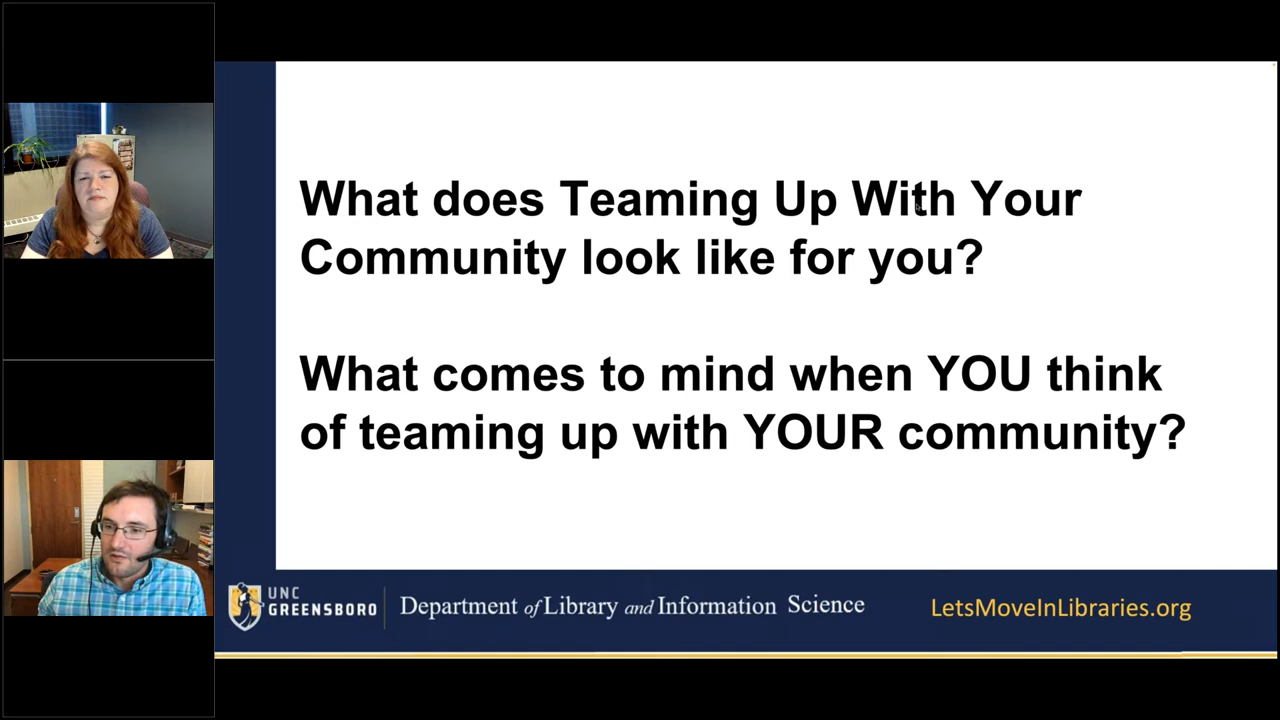 What does Teaming Up With Your
Community look like for you?
What comes to mind when YOU think
of teaming up with YOUR community?
UNC
GREENSBORO
Department of Library and Information Science
LetsMoveInLibraries.org